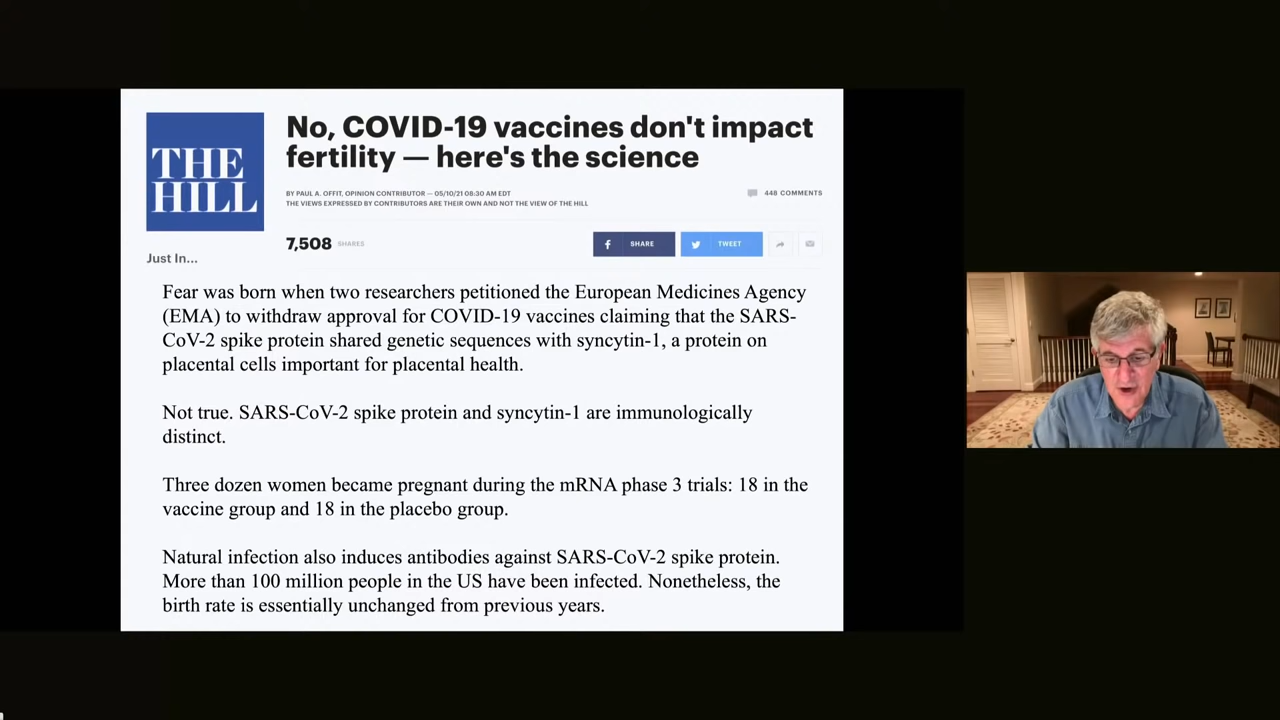 THE
HILL
No, COVID-19 vaccines don't impact
fertility — here's the science
BY PAUL A. OFFIT, OPINION CONTRIBUTOR — 05/10/21 08:30 AM EDT
THE VIEWS EXPRESSED BY CONTRIBUTORS ARE THEIR OWN AND NOT THE VIEW OF THE HILL
448 COMMENTS
7,508 SHARES
SHARE
TWEET
Just In...
Fear was born when two researchers petitioned the European Medicines Agency
(EMA) to withdraw approval for COVID-19 vaccines claiming that the SARS-
CoV-2 spike protein shared genetic sequences with syncytin-1, a protein on
placental cells important for placental health.
Not true. SARS-CoV-2 spike protein and syncytin-1 are immunologically
distinct.
Three dozen women became pregnant during the mRNA phase 3 trials: 18 in the
vaccine group and 18 in the placebo group.
Natural infection also induces antibodies against SARS-CoV-2 spike protein.
More than 100 million people in the US have been infected. Nonetheless, the
birth rate is essentially unchanged from previous years.